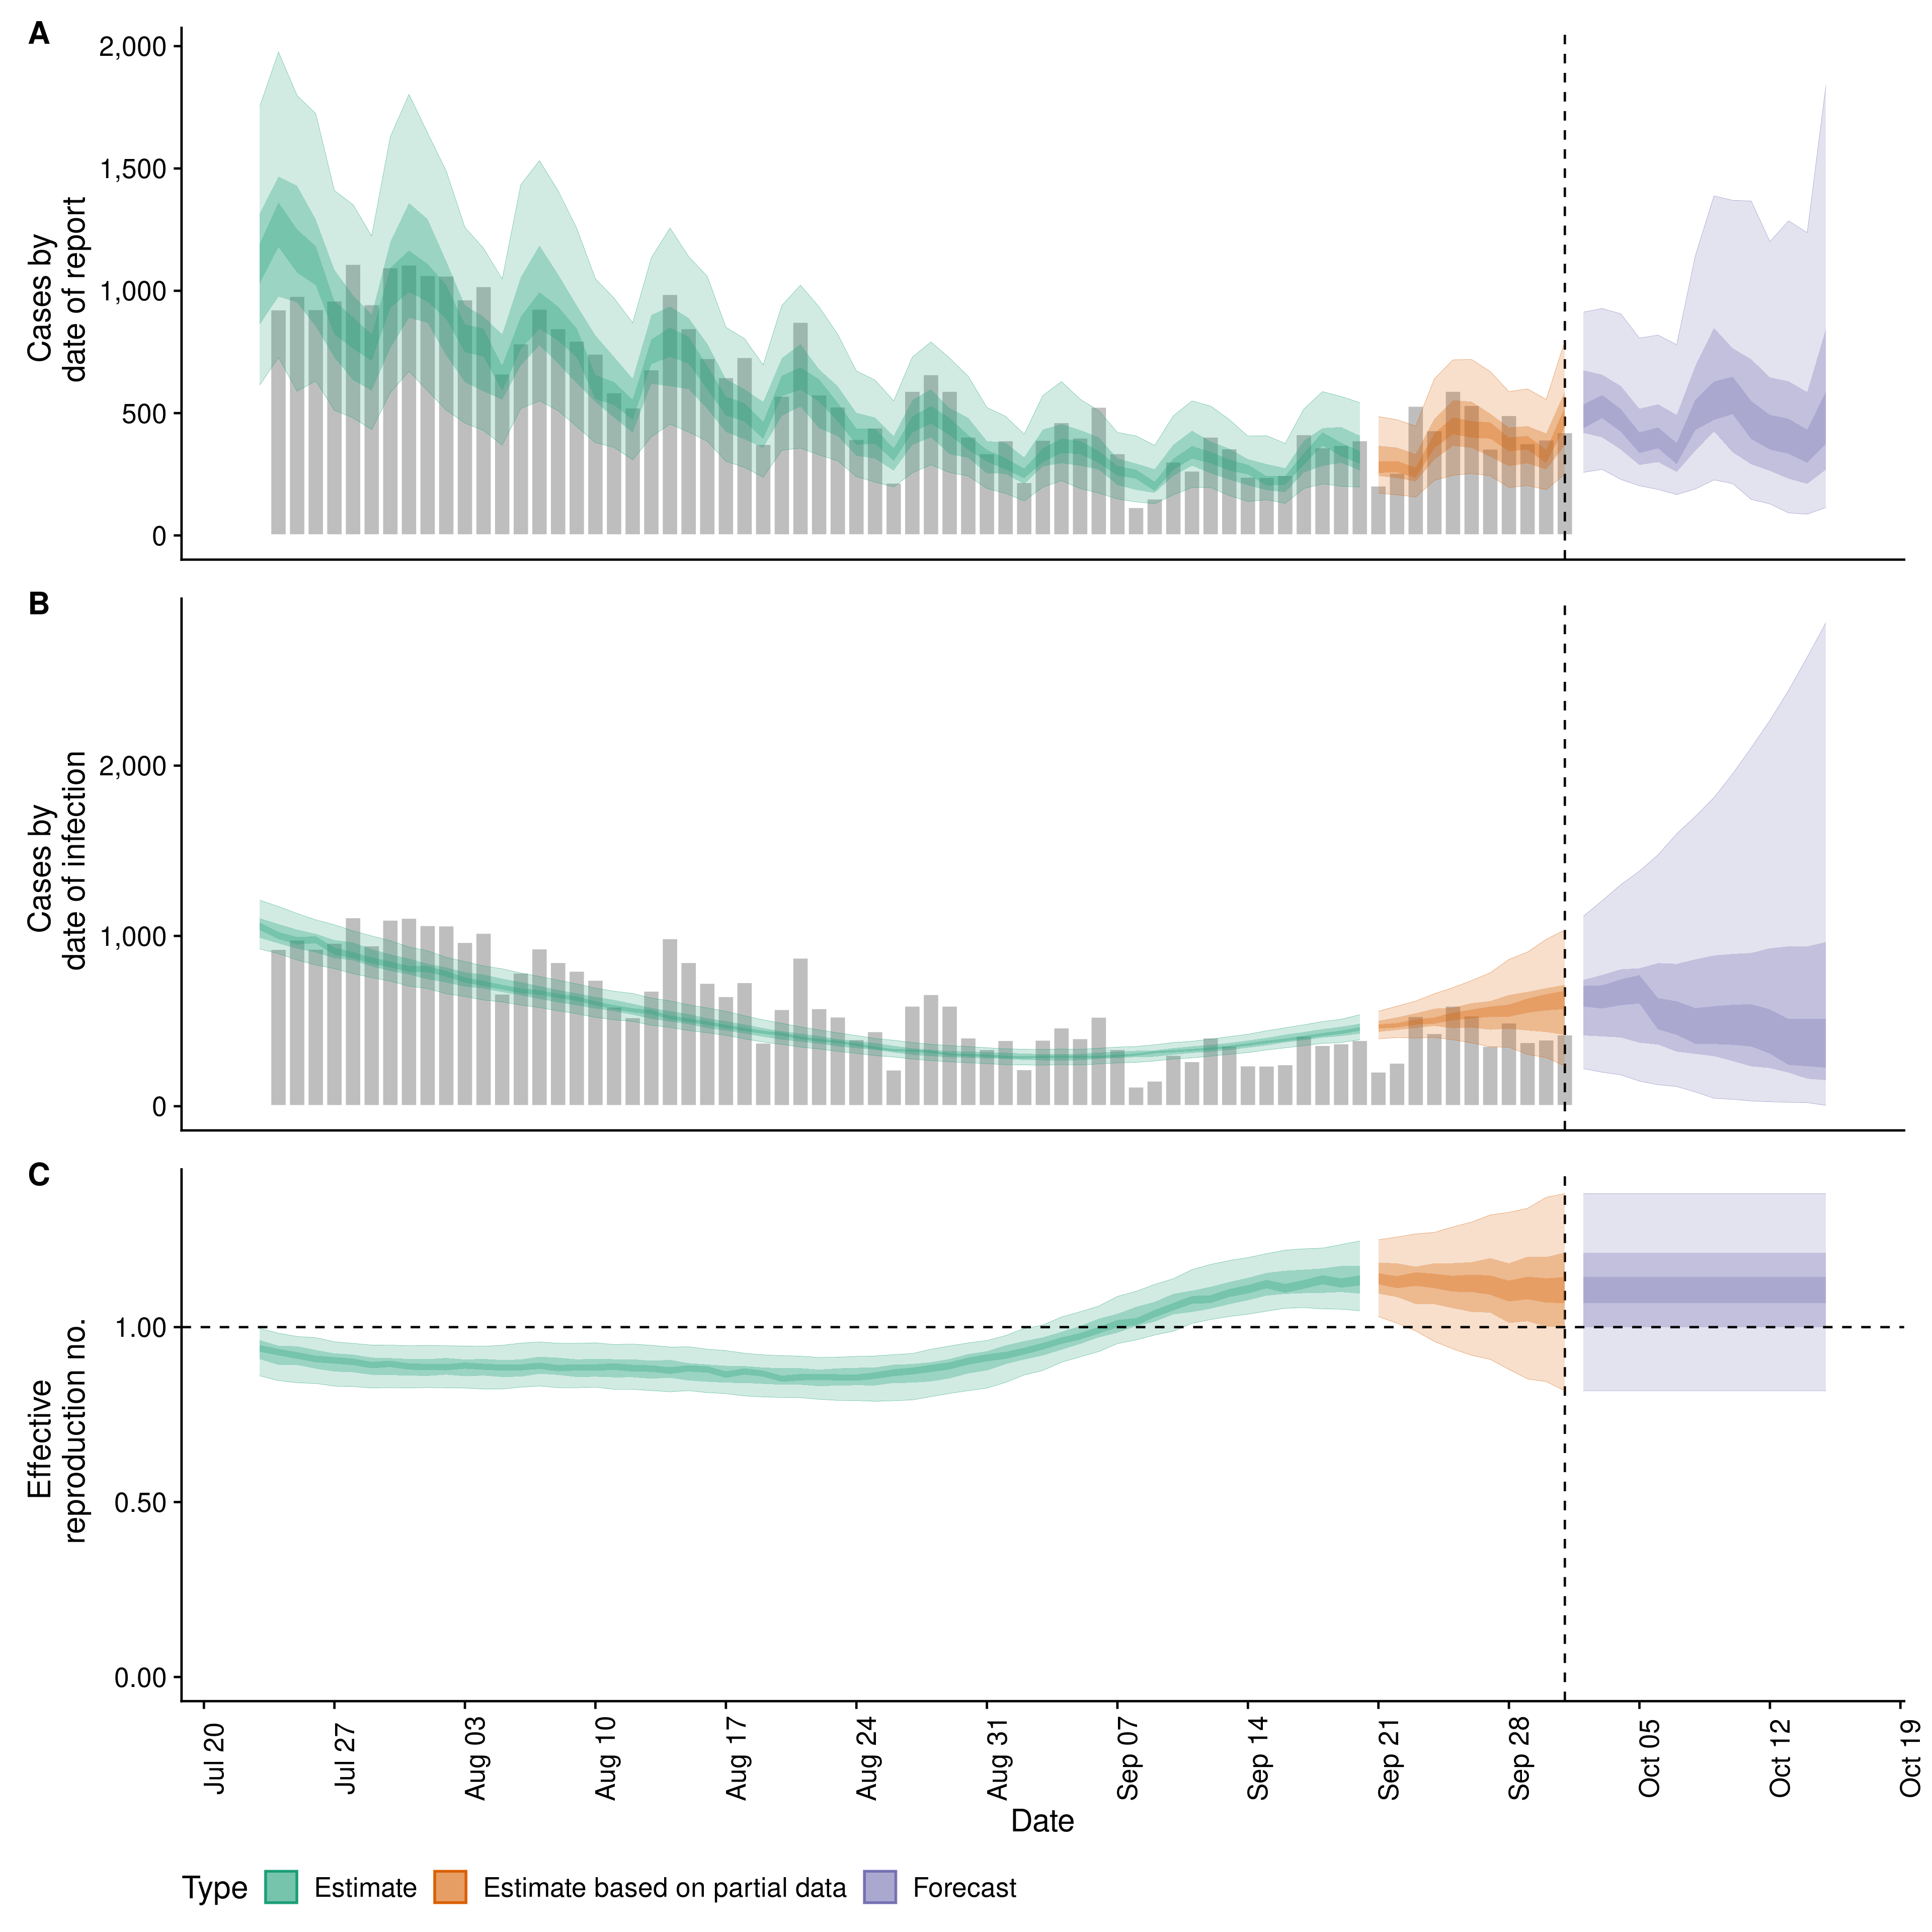 A
Cases by
date of report
2,000
1,500
1,000
500
0
B
Cases by
date of infection
2,000
1,000
0
C
Effective
reproduction no.
1.00
0.50
0.00
Jul 20
Jul 27
Aug 03
Aug 10
Aug 17
Aug 24
Aug 31
Sep 07
Sep 14
Sep 21
Sep 28
Oct 05
Oct 12
Oct 19
Date
Type
Estimate
Estimate based on partial data
Forecast